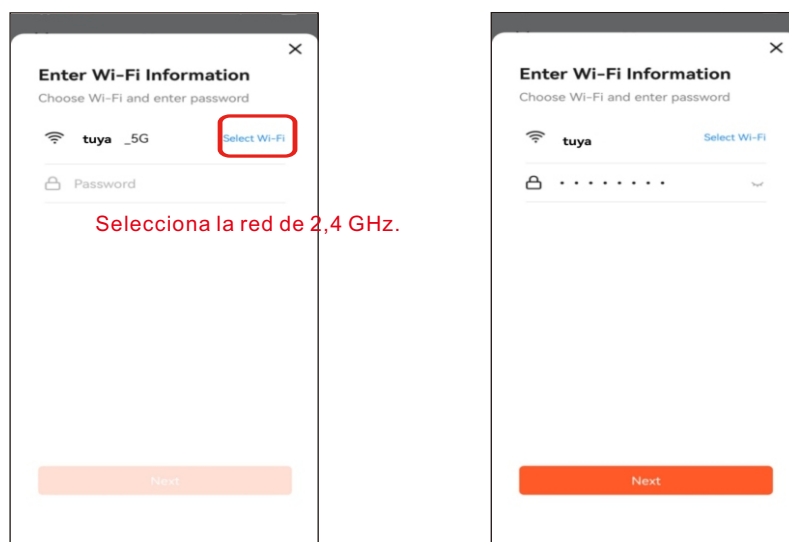 Enter Wi-Fi Information
Choose Wi-Fi and enter password
tuya _5G Select Wi-Fi
Password
Selecciona la red de 2,4 GHz.
Next
Enter Wi-Fi Information
Choose Wi-Fi and enter password
tuya Select Wi-Fi
Next